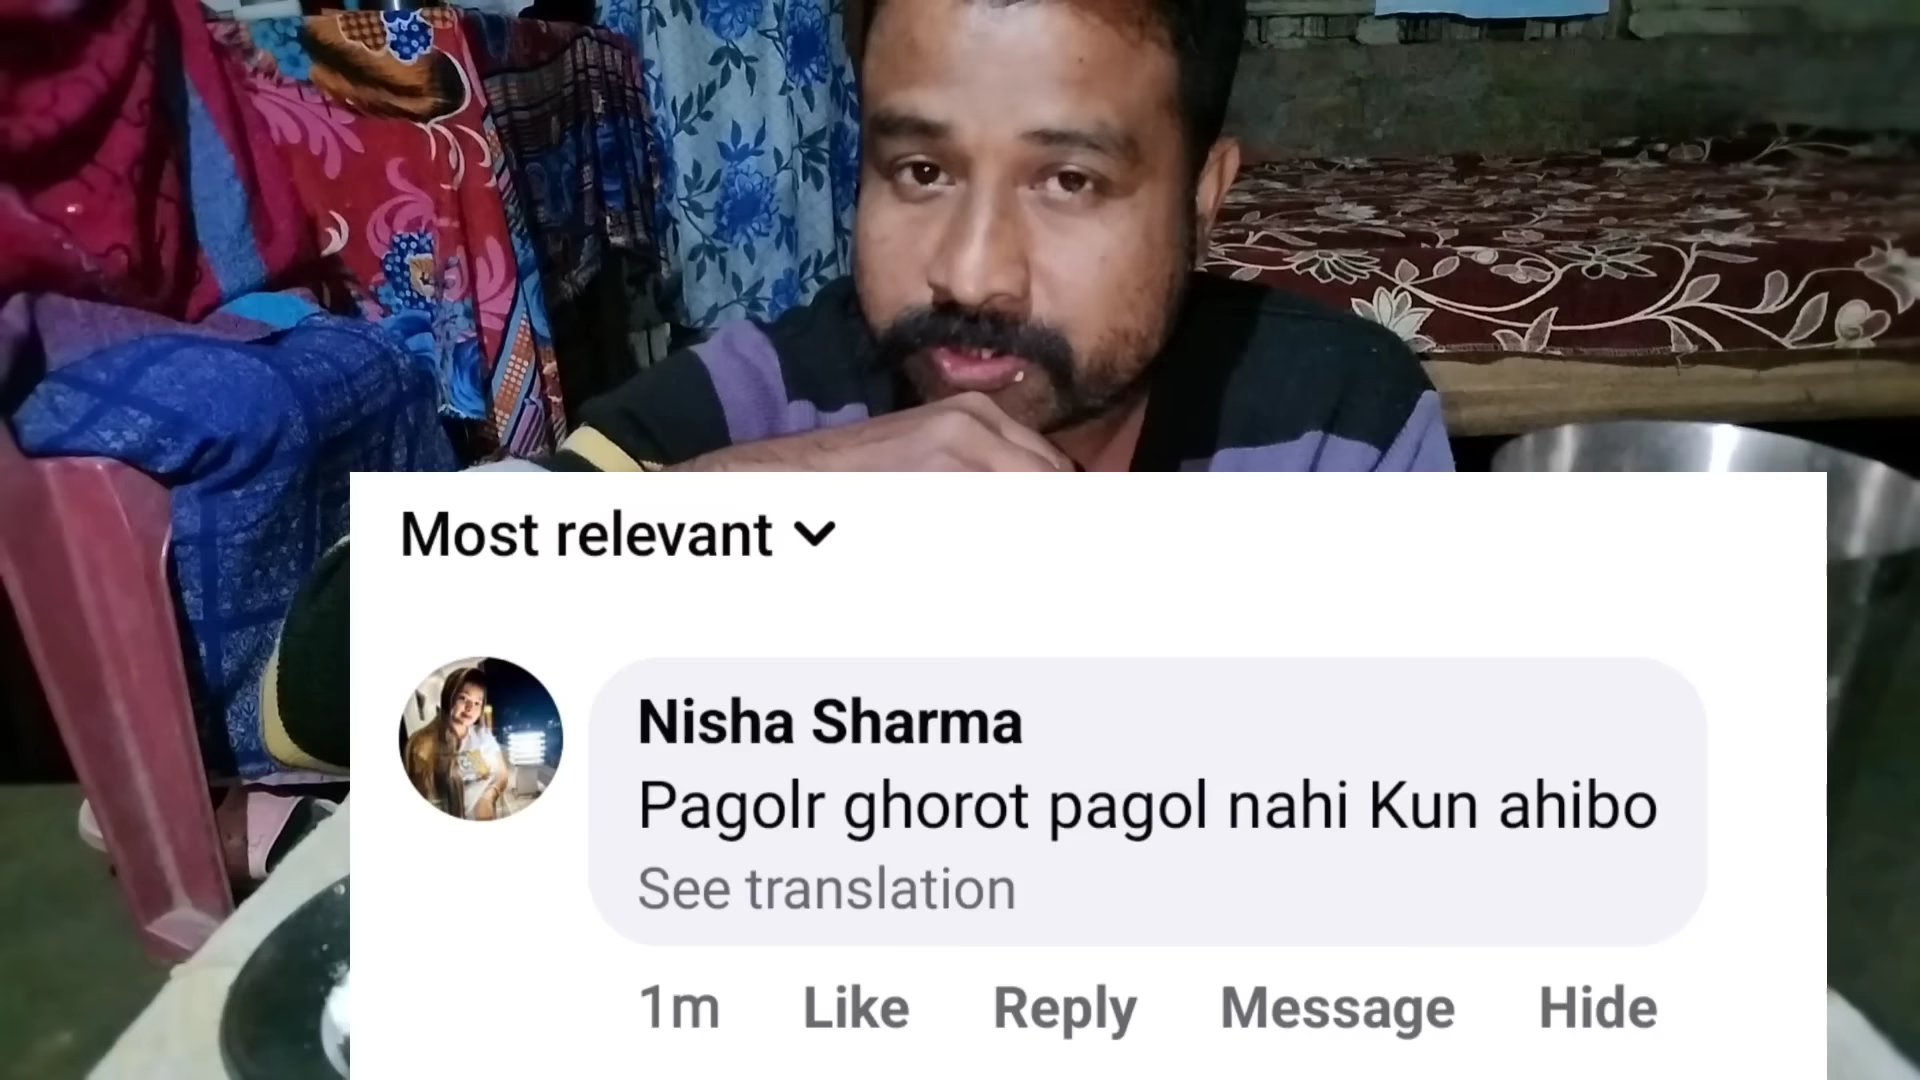 Most relevant
Nisha Sharma
Pagolr ghorot pagol nahi Kun ahibo
See translation
1m Like Reply Message Hide